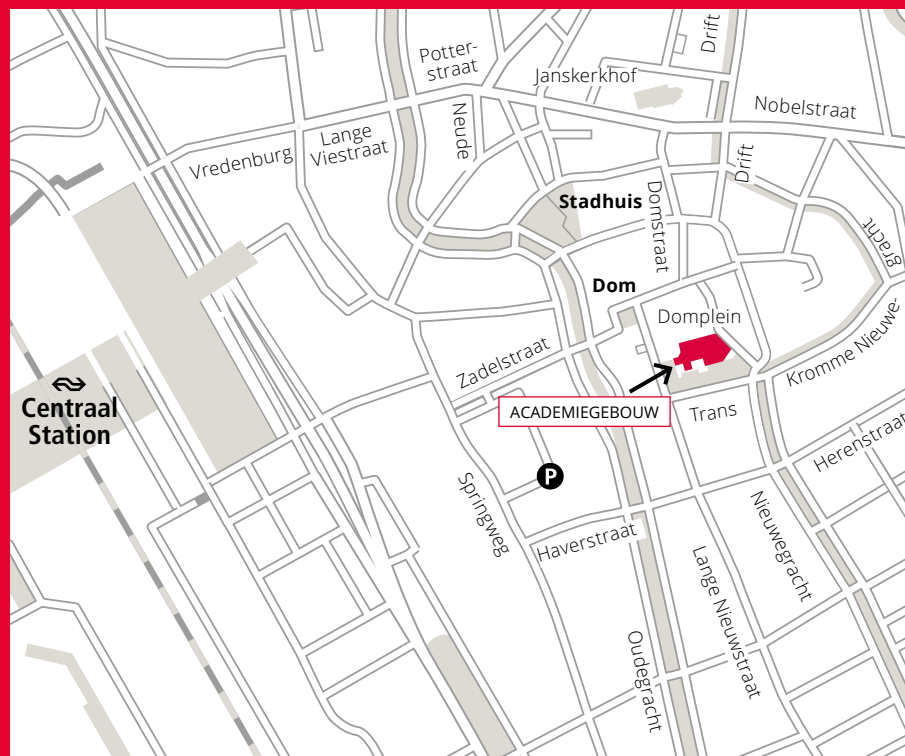 Potter-
straat
Janskerkhof
Drift
Nobelstraat
Neude
Lange
Viestraat
Vredenburg
Drift
Stadhuis
Domstraat
Dom
Domplein
Kromme Nieuwe-
gracht
Zadelstraat
Centraal
Station
ACADEMIEGEBOUW
Trans
Herenstraat
P
Springweg
Haverstraat
Nieuwegracht
Lange Nieuwstraat
Oudegracht